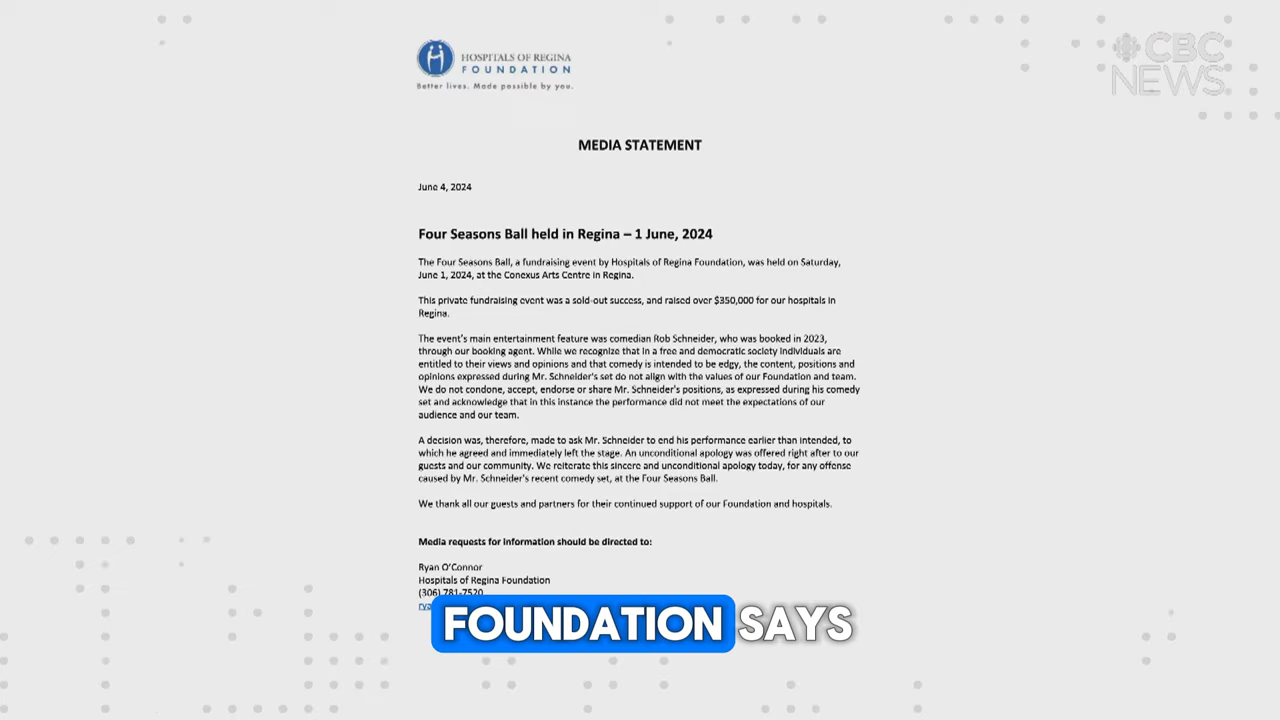 HOSPITALS OF REGINA
FOUNDATION
Better lives. Made possible by you.
CBC
NEWS
MEDIA STATEMENT
June 4, 2024
Four Seasons Ball held in Regina – 1 June, 2024
The Four Seasons Ball, a fundraising event by Hospitals of Regina Foundation, was held on Saturday,
June 1, 2024, at the Conexus Arts Centre in Regina.
This private fundraising event was a sold-out success, and raised over $350,000 for our hospitals in
Regina.
The event's main entertainment feature was comedian Rob Schneider, who was booked in 2023,
through our booking agent. While we recognize that in a free and democratic society individuals are
entitled to their views and opinions and that comedy is intended to be edgy, the content, positions and
opinions expressed during Mr. Schneider's set do not align with the values of our Foundation and team.
We do not condone, accept, endorse or share Mr. Schneider's positions, as expressed during his comedy
set and acknowledge that in this instance the performance did not meet the expectations of our
audience and our team.
A decision was, therefore, made to ask Mr. Schneider to end his performance earlier than intended, to
which he agreed and immediately left the stage. An unconditional apology was offered right after to our
guests and our community. We reiterate this sincere and unconditional apology today, for any offense
caused by Mr. Schneider's recent comedy set, at the Four Seasons Ball.
We thank all our guests and partners for their continued support of our Foundation and hospitals.
Media requests for information should be directed to:
Ryan O'Connor
Hospitals of Regina Foundation
(306) 781-7520
FOUNDATION SAYS